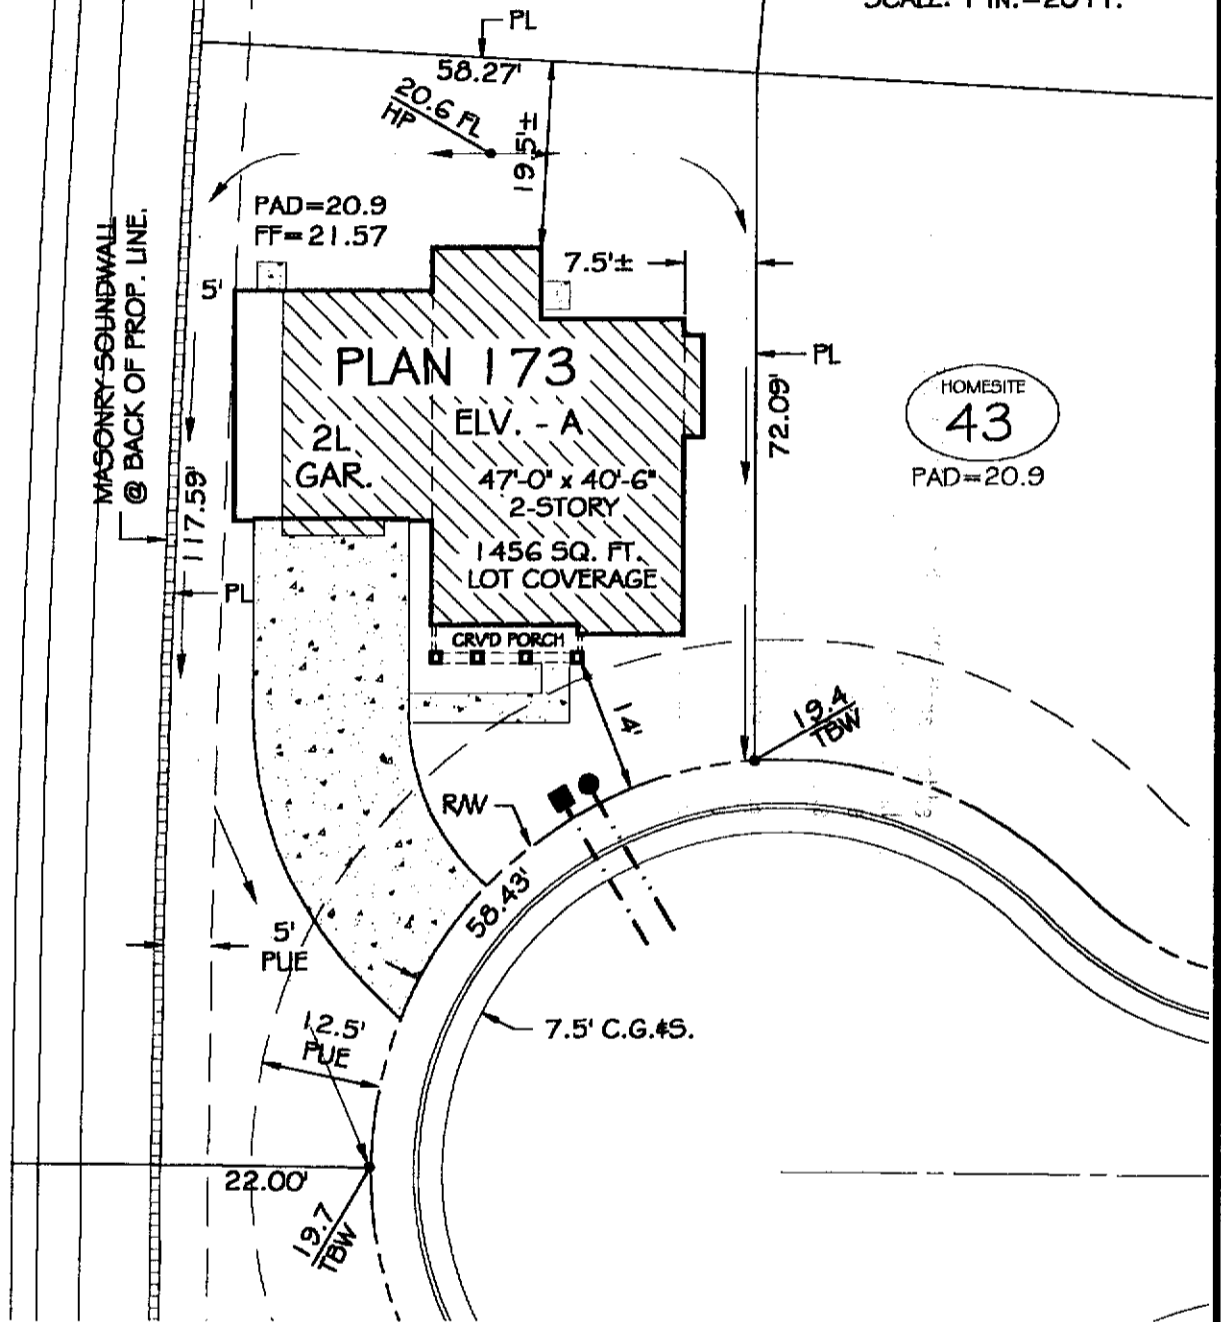 SCALE: 1 IN.=20 FT.
PL
58.27'
20.6 FL
HP
19.5'±
PAD=20.9
FF=21.57
7.5'±
5'
MASONRY SOUNDWALL
@ BACK OF PROP. LINE.
PLAN 173
ELV. - A
2L
GAR.
47'-0" x 40'-6"
2-STORY
1456 SQ. FT.
LOT COVERAGE
PL
72.09'
HOMESITE
43
PAD=20.9
117.59'
PL
CRV'D PORCH
14'
19.4
TBW
R/W
58.43'
5'
PUE
12.5'
PUE
7.5' C.G.&S.
22.00'
19.7
TBW